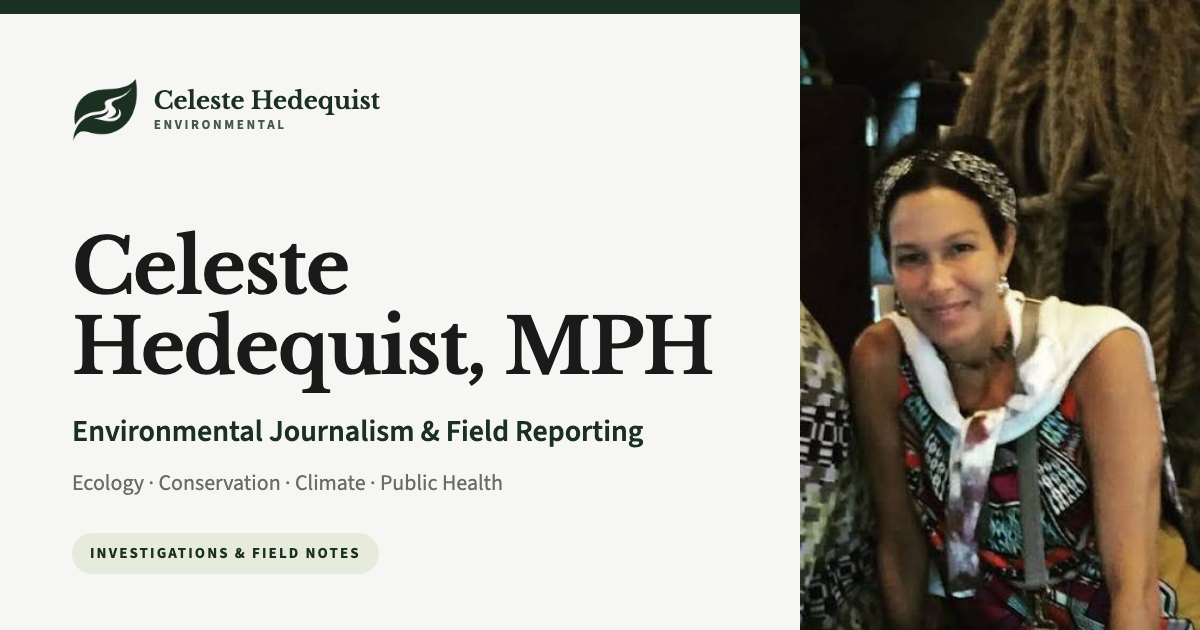 Celeste Hedequist
ENVIRONMENTAL
Celeste
Hedequist, MPH
Environmental Journalism & Field Reporting
Ecology · Conservation · Climate · Public Health
INVESTIGATIONS & FIELD NOTES